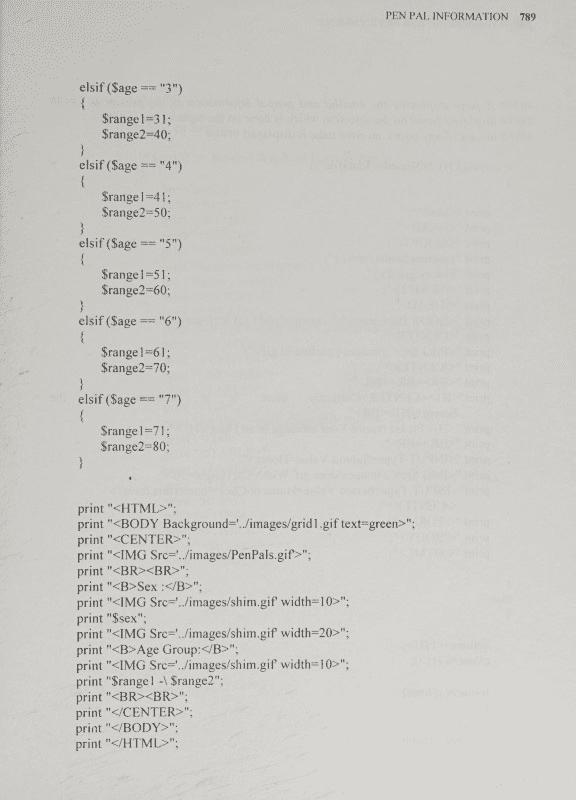 PEN PAL INFORMATION 789
elsif ($age == "3")
{
$range1=31;
$range2=40;
}
elsif ($age == "4")
{
$range1=41;
$range2=50;
}
elsif ($age == "5")
{
$range1=51;
$range2=60;
}
elsif ($age == "6")
{
$range1=61;
$range2=70;
}
elsif ($age == "7")
{
$range1=71;
$range2=80;
}
print "<HTML>";
print "<BODY Background='../images/grid1.gif text=green>";
print "<CENTER>";
print "<IMG Src='../images/PenPals.gif'>";
print "<BR><BR>";
print "<B>Sex :</B>";
print "<IMG Src='../images/shim.gif' width=10>";
print "$sex";
print "<IMG Src='../images/shim.gif' width=20>";
print "<B>Age Group:</B>";
print "<IMG Src='../images/shim.gif' width=10>";
print "$range1 -\ $range2";
print "<BR><BR>";
print "</CENTER>";
print "</BODY>";
print "</HTML>";